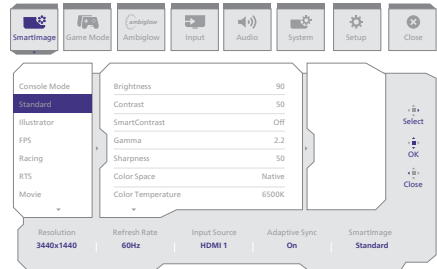 SmartImage
Game Mode
ambiglow
Ambiglow
Input
Audio
System
Setup
Close
Console Mode
Standard
Illustrator
FPS
Racing
RTS
Movie
Brightness 90
Contrast 50
SmartContrast Off
Gamma 2.2
Sharpness 50
Color Space Native
Color Temperature 6500K
Select
OK
Close
Resolution
3440x1440
Refresh Rate
60Hz
Input Source
HDMI 1
Adaptive Sync
On
SmartImage
Standard